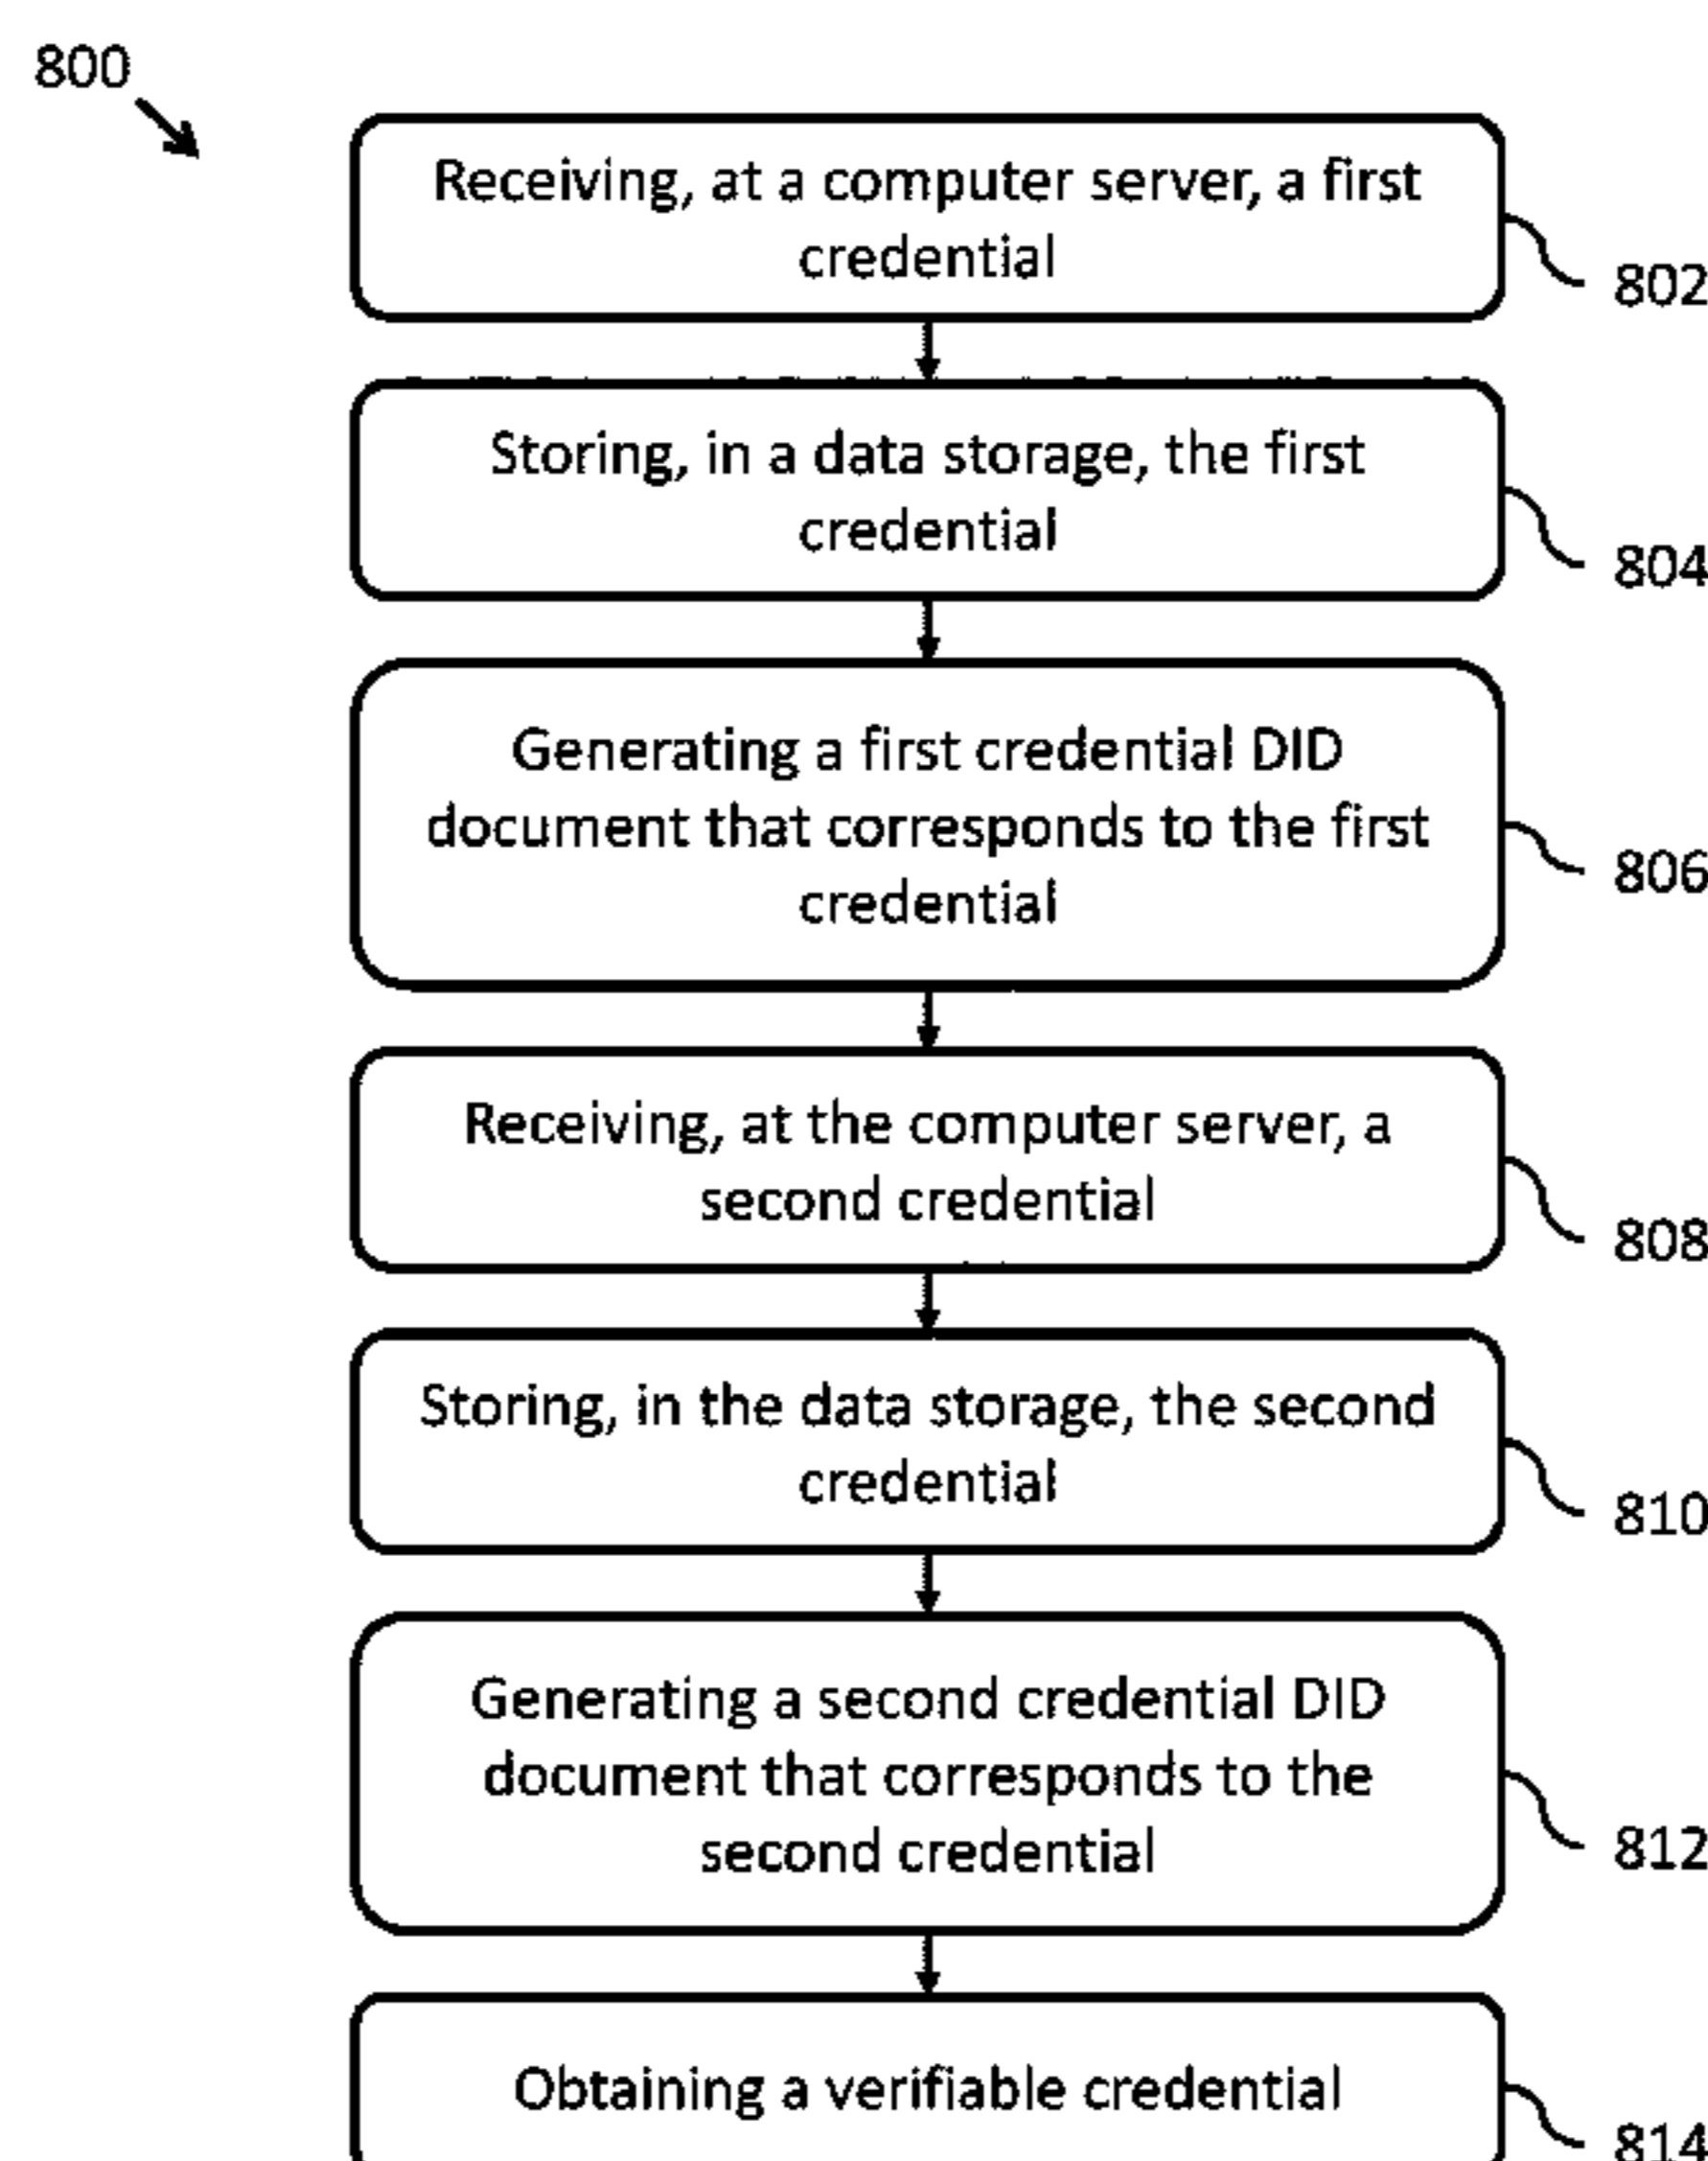 800
Receiving, at a computer server, a first
credential
802
Storing, in a data storage, the first
credential
804
Generating a first credential DID
document that corresponds to the first
credential
806
Receiving, at the computer server, a
second credential
808
Storing, in the data storage, the second
credential
810
Generating a second credential DID
document that corresponds to the
second credential
812
Obtaining a verifiable credential
814